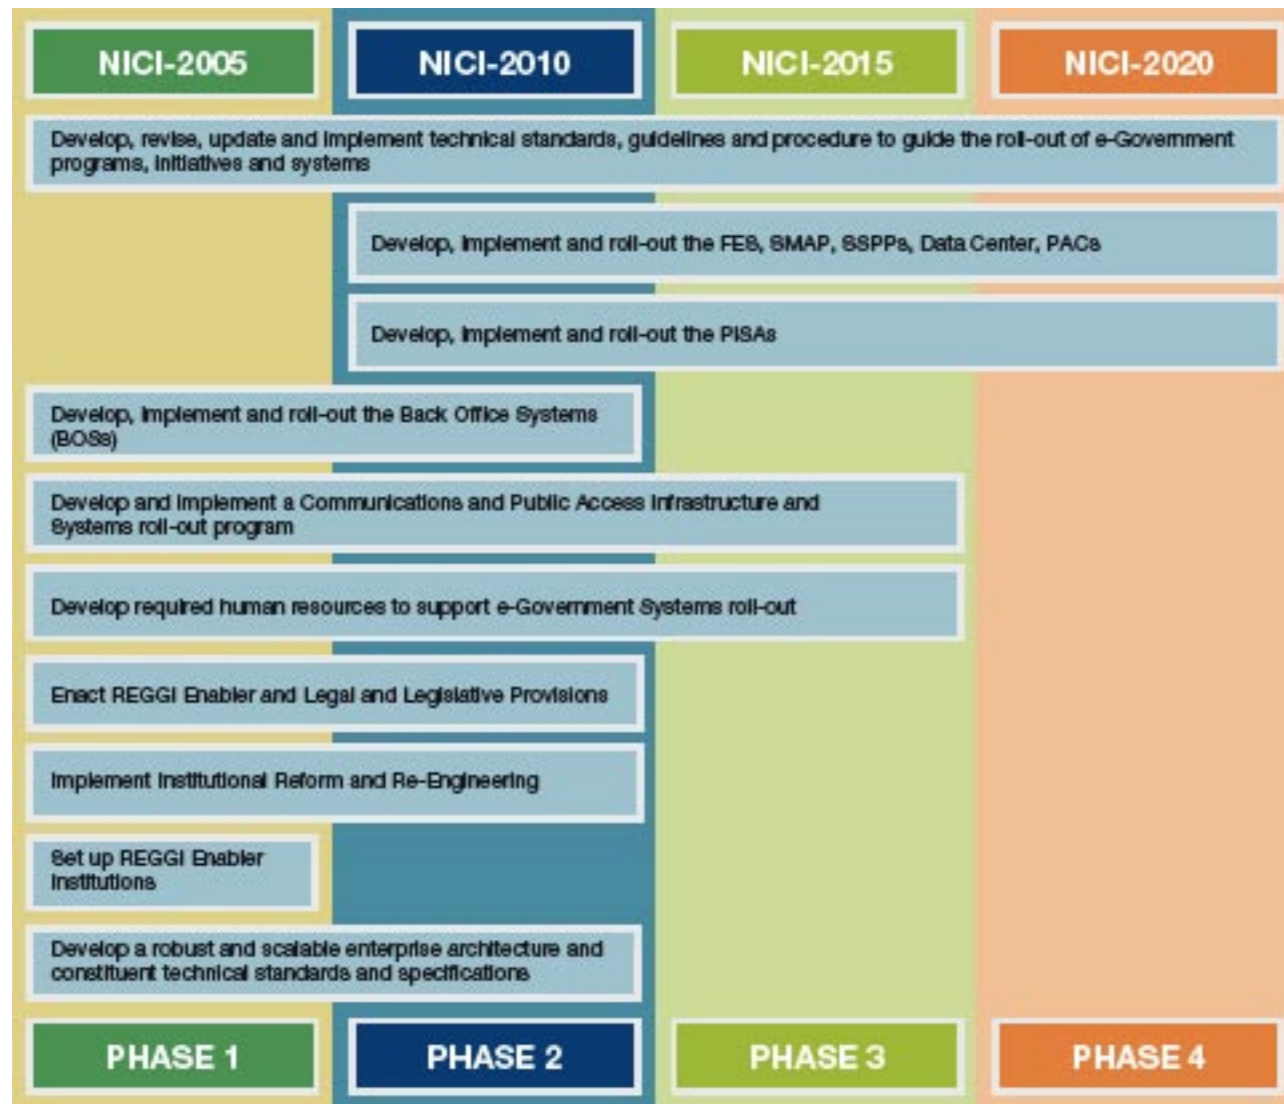 NICI-2005 NICI-2010 NICI-2015 NICI-2020
Develop, revise, update and implement technical standards, guidelines and procedure to guide the roll-out of e-Government
programs, initiatives and systems
Develop, implement and roll-out the FES, SMAP, SSPPs, Data Center, PACs
Develop, implement and roll-out the PISAs
Develop, implement and roll-out the Back Office Systems
(BOSs)
Develop and implement a Communications and Public Access Infrastructure and
Systems roll-out program
Develop required human resources to support e-Government Systems roll-out
Enact REGGI Enabler and Legal and Legislative Provisions
Implement Institutional Reform and Re-Engineering
Set up REGGI Enabler
Institutions
Develop a robust and scalable enterprise architecture and
constituent technical standards and specifications
PHASE 1 PHASE 2 PHASE 3 PHASE 4